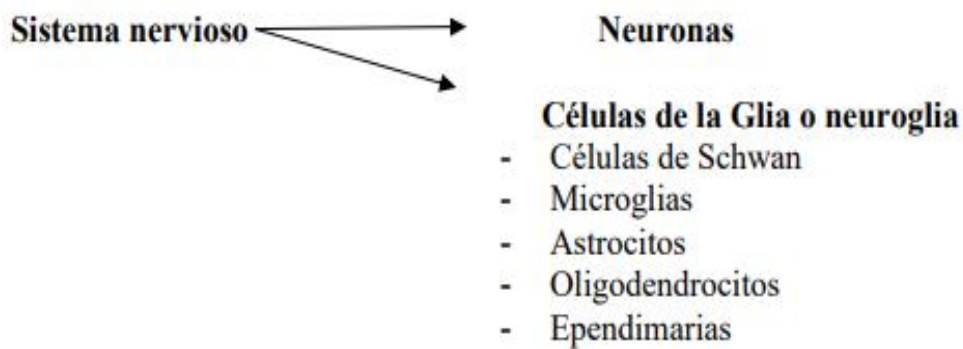 Sistema nervioso Neuronas
Células de la Glia o neuroglia
- Células de Schwan
- Microglias
- Astrocitos
- Oligodendrocitos
- Ependimarias